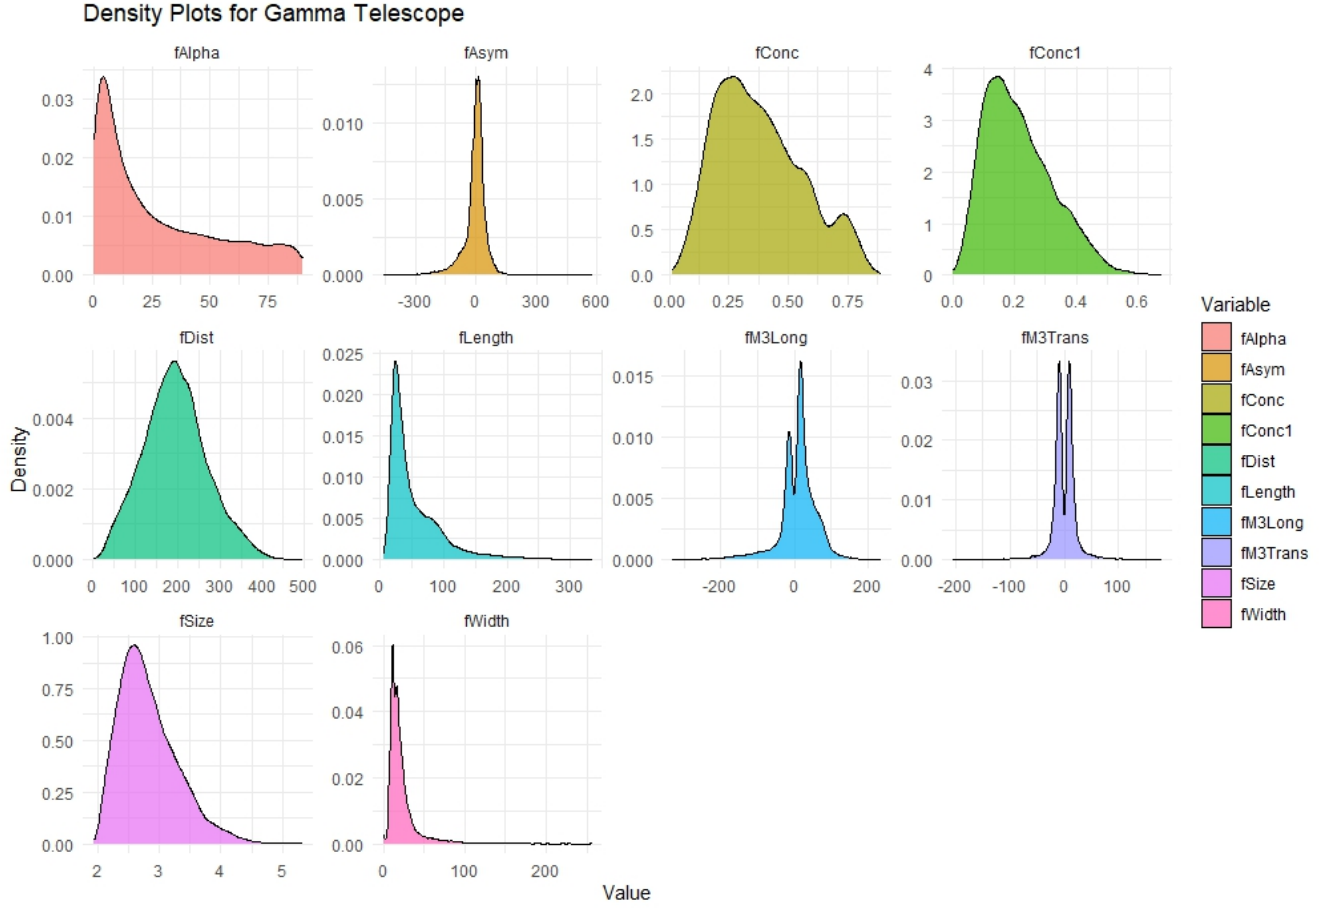 Density Plots for Gamma Telescope
fAlpha fAsym fConc fConc1
0.03
0.02
0.01
0.00
0 25 50 75
0.010
0.005
0.000
-300 0 300 600
2.0
1.5
1.0
0.5
0.0
0.00 0.25 0.50 0.75
4
3
2
1
0
0.0 0.2 0.4 0.6
fDist fLength fM3Long fM3Trans
Density
0.004
0.002
0.000
0 100 200 300 400 500
0.025
0.020
0.015
0.010
0.005
0.000
0 100 200 300
0.015
0.010
0.005
0.000
-200 0 200
0.03
0.02
0.01
0.00
-200 -100 0 100
fSize fWidth
1.00
0.75
0.50
0.25
0.00
2 3 4 5
0.06
0.04
0.02
0.00
0 100 200
Value
Variable
fAlpha
fAsym
fConc
fConc1
fDist
fLength
fM3Long
fM3Trans
fSize
fWidth